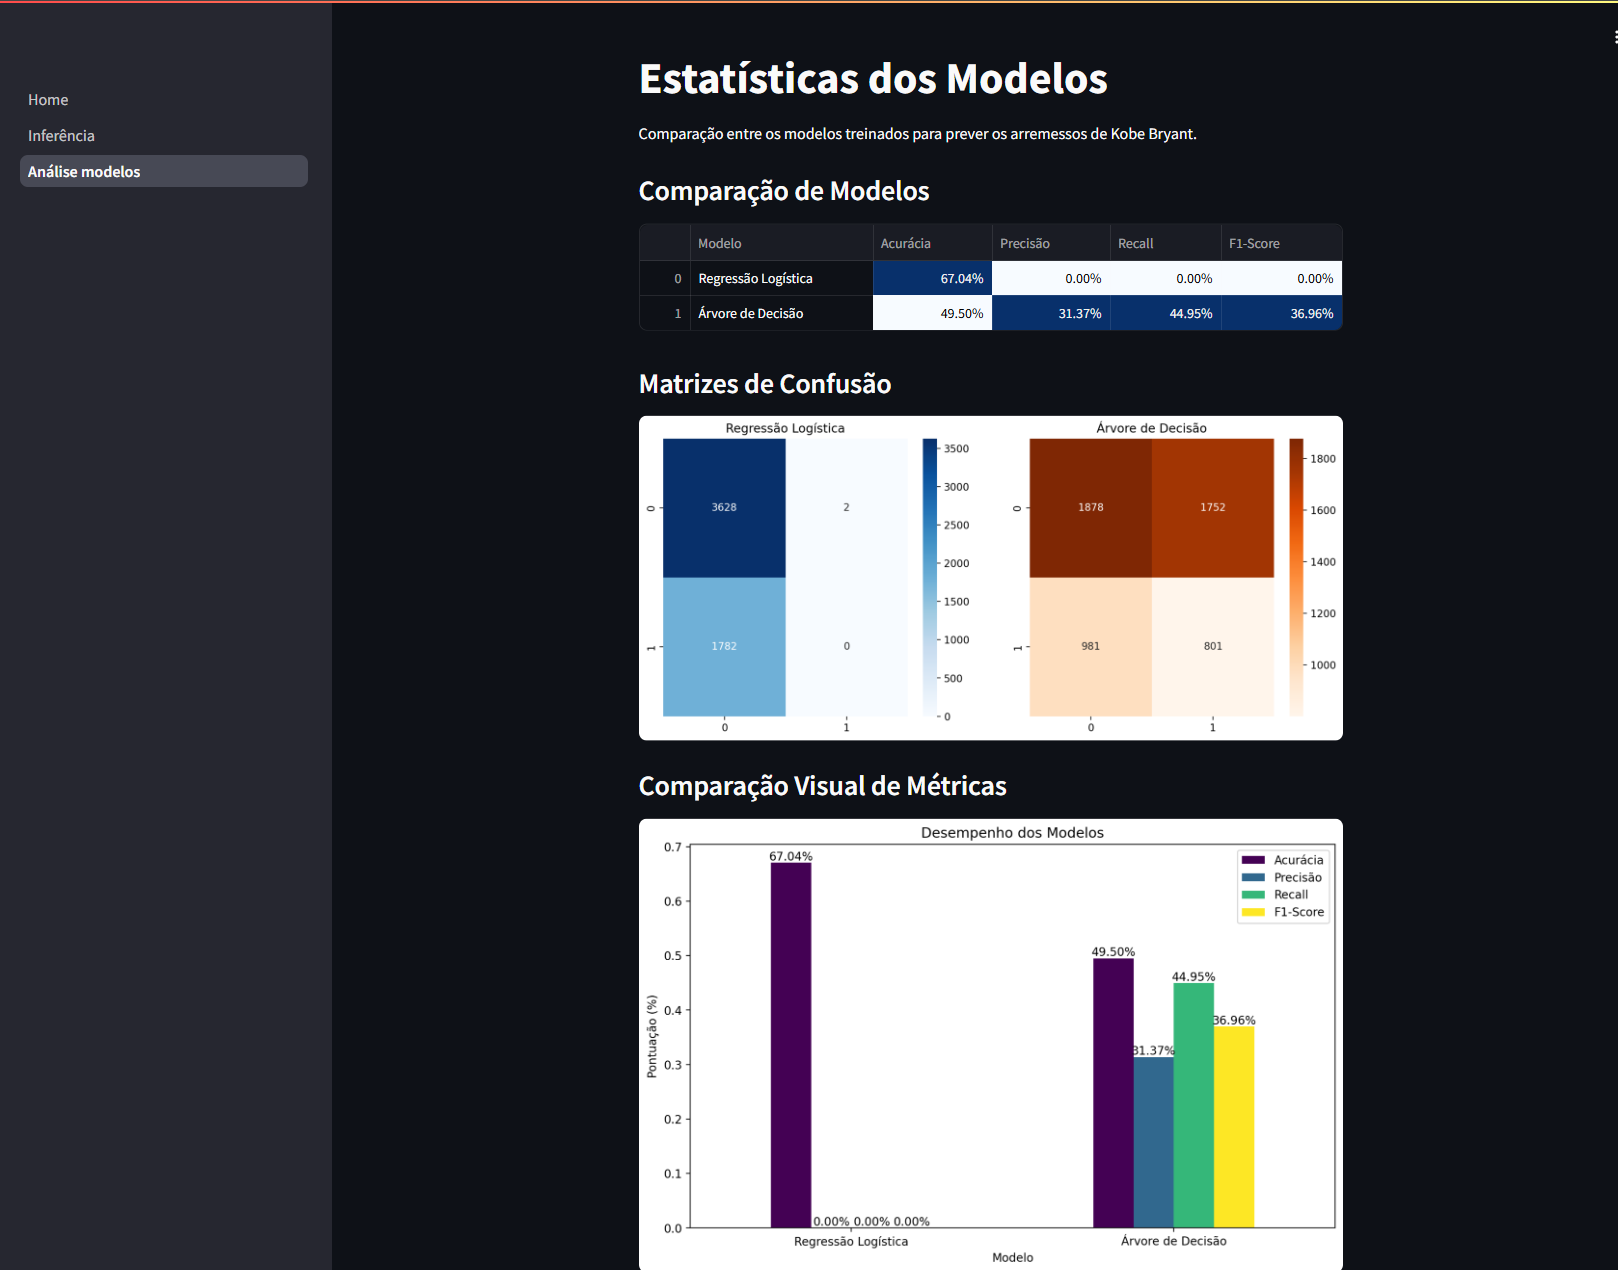 Home
Inferência
Análise modelos
Estatísticas dos Modelos
Comparação entre os modelos treinados para prever os arremessos de Kobe Bryant.
Comparação de Modelos
Modelo Acurácia Precisão Recall F1-Score
0 Regressão Logística 67.04% 0.00% 0.00% 0.00%
1 Árvore de Decisão 49.50% 31.37% 44.95% 36.96%
Matrizes de Confusão
Regressão Logística
0
1
3628 2
1782 0
0 1
3500
3000
2500
2000
1500
1000
500
0
Árvore de Decisão
0
1
1878 1752
981 801
0 1
1800
1600
1400
1200
1000
Comparação Visual de Métricas
Desempenho dos Modelos
Pontuação (%)
0.7
0.6
0.5
0.4
0.3
0.2
0.1
0.0
67.04%
0.00% 0.00% 0.00%
49.50%
31.37%
44.95%
36.96%
Acurácia
Precisão
Recall
F1-Score
Regressão Logística Árvore de Decisão
Modelo